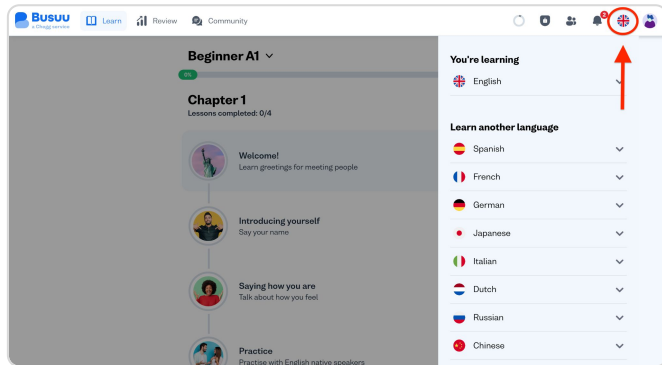 Busuu
a Chegg service
Learn
Review
Community
2
Beginner A1
0%
Chapter 1
Lessons completed: 0/4
Welcome!
Learn greetings for meeting people
Introducing yourself
Say your name
Saying how you are
Talk about how you feel
Practice
Practise with English native speakers
You're learning
English
Learn another language
Spanish
French
German
Japanese
Italian
Dutch
Russian
Chinese